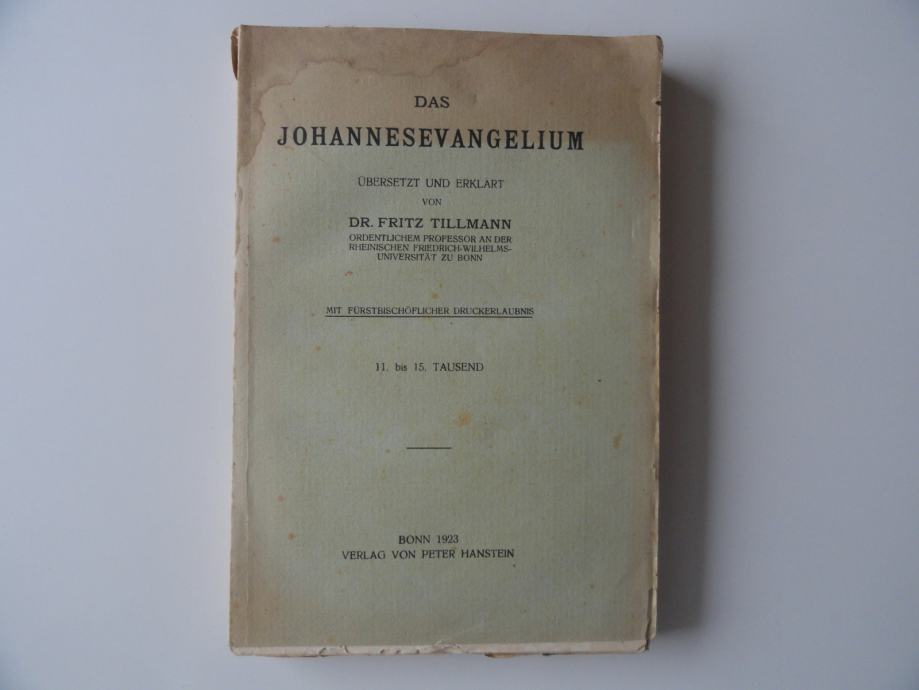 DAS
JOHANNESEVANGELIUM
ÜBERSETZT UND ERKLÄRT
VON
DR. FRITZ TILLMANN
ORDENTLICHEM PROFESSOR AN DER
RHEINISCHEN FRIEDRICH-WILHELMS-
UNIVERSITÄT ZU BONN
MIT FÜRSTBISCHÖFLICHER DRUCKERLAUBNIS
11. bis 15. TAUSEND
BONN 1923
VERLAG VON PETER HANSTEIN